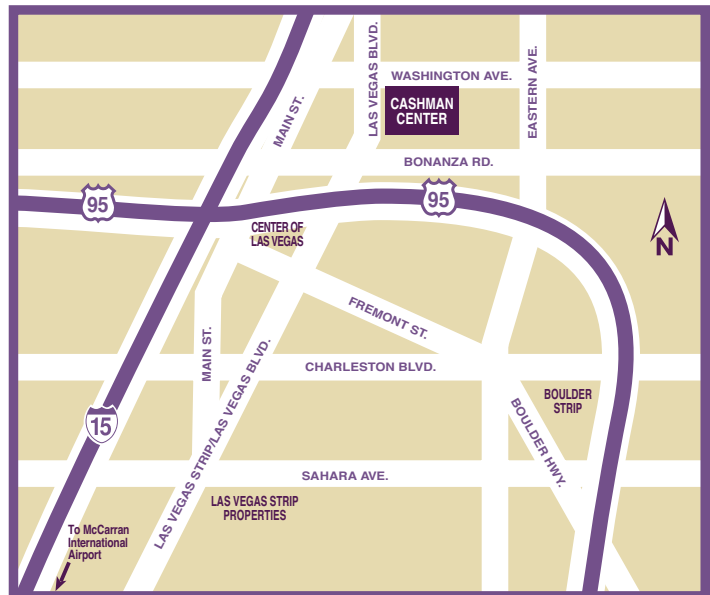 LAS VEGAS BLVD.
WASHINGTON AVE.
EASTERN AVE.
MAIN ST.
CASHMAN
CENTER
BONANZA RD.
95
95
CENTER OF
LAS VEGAS
N
FREMONT ST.
MAIN ST.
CHARLESTON BLVD.
LAS VEGAS STRIP/LAS VEGAS BLVD.
BOULDER
STRIP
15
BOULDER HWY.
SAHARA AVE.
LAS VEGAS STRIP
PROPERTIES
To McCarran
International
Airport